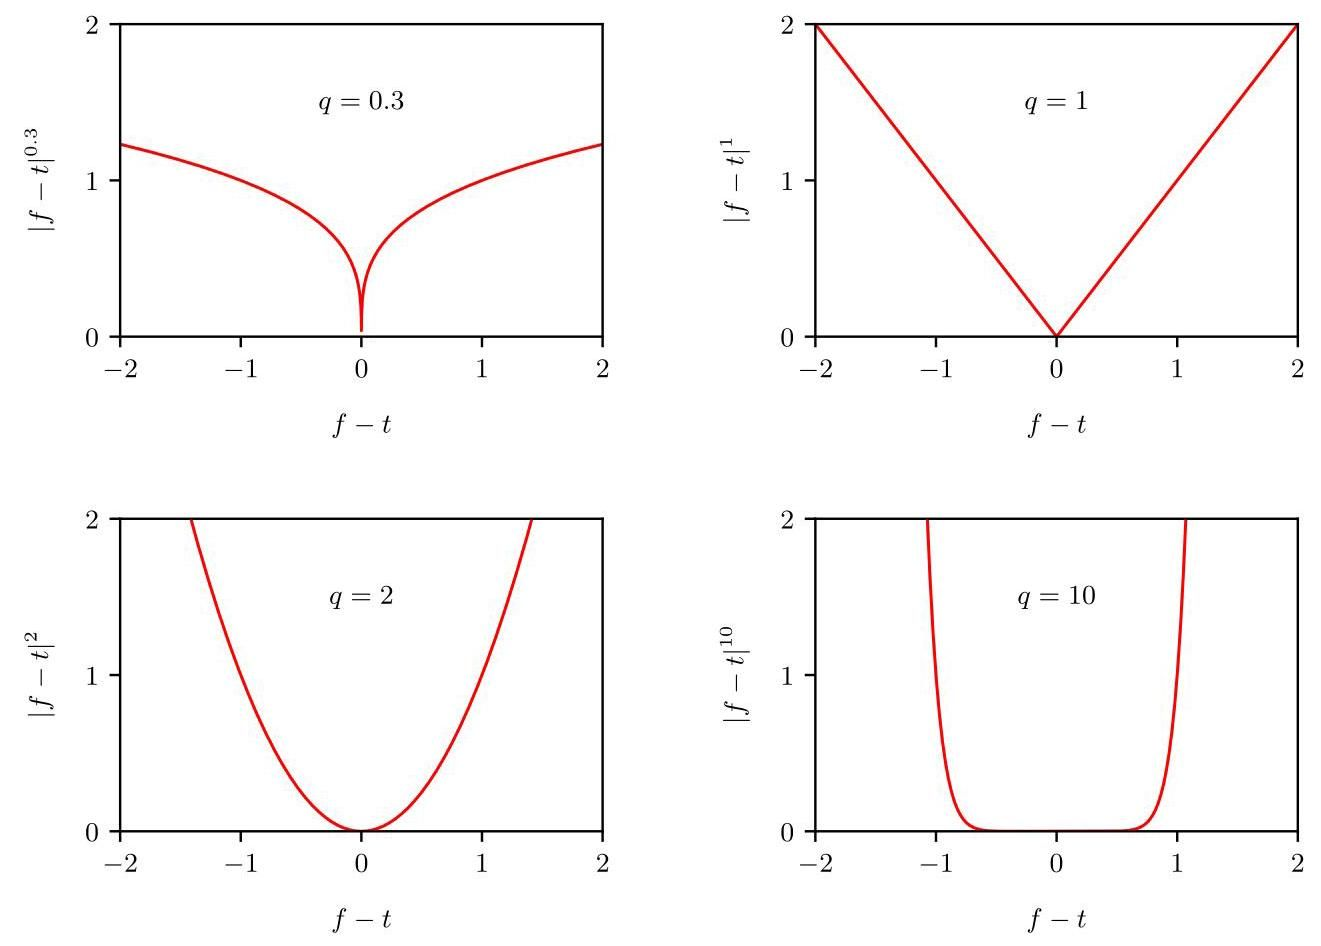 2
q = 0.3
|f − t|^0.3
1
0
−2 −1 0 1 2
f − t
2
q = 1
|f − t|^1
1
0
−2 −1 0 1 2
f − t
2
q = 2
|f − t|^2
1
0
−2 −1 0 1 2
f − t
2
q = 10
|f − t|^10
1
0
−2 −1 0 1 2
f − t